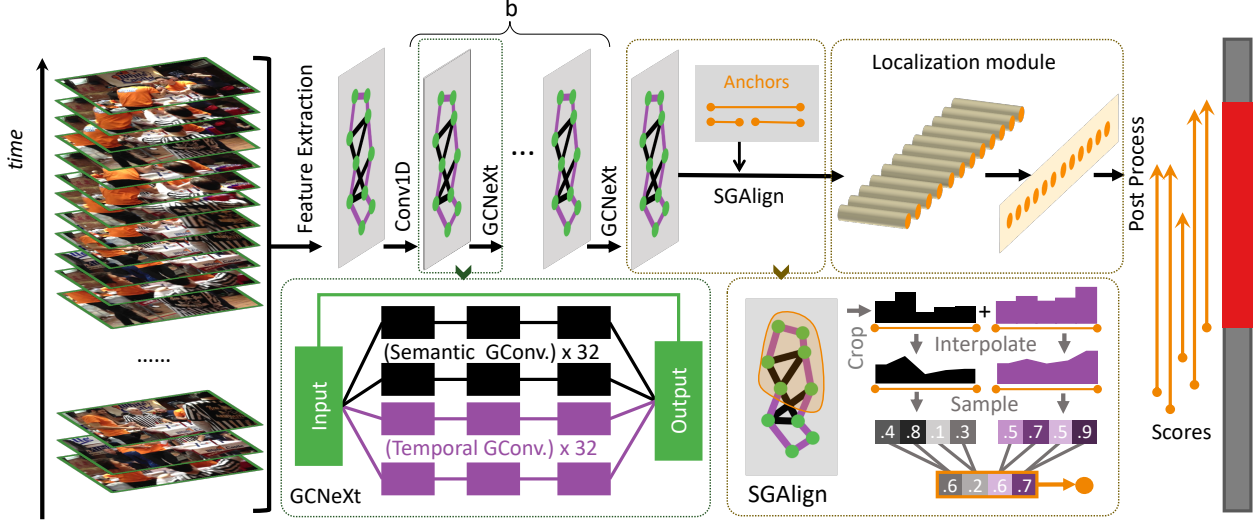 b
time
......
Feature Extraction
Conv1D
GCNeXt
...
GCNeXt
Anchors
SGAlign
Localization module
Post Process
Scores
Input
(Semantic GConv.) x 32
(Temporal GConv.) x 32
Output
GCNeXt
SGAlign
Crop
+
Interpolate
Sample
.4 .8 .1 .3
.5 .7 .5 .9
.6 .2 .6 .7